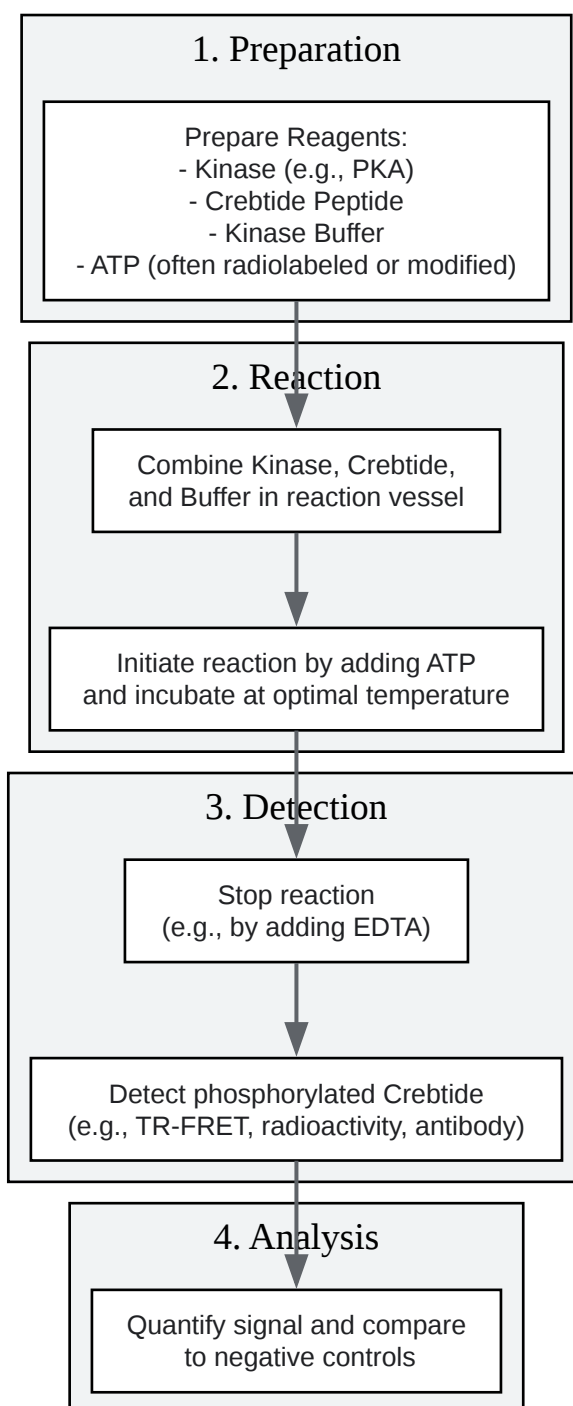 1. Preparation
Prepare Reagents:
- Kinase (e.g., PKA)
- Crebtide Peptide
- Kinase Buffer
- ATP (often radiolabeled or modified)
2. Reaction
Combine Kinase, Crebtide,
and Buffer in reaction vessel
Initiate reaction by adding ATP
and incubate at optimal temperature
3. Detection
Stop reaction
(e.g., by adding EDTA)
Detect phosphorylated Crebtide
(e.g., TR-FRET, radioactivity, antibody)
4. Analysis
Quantify signal and compare
to negative controls